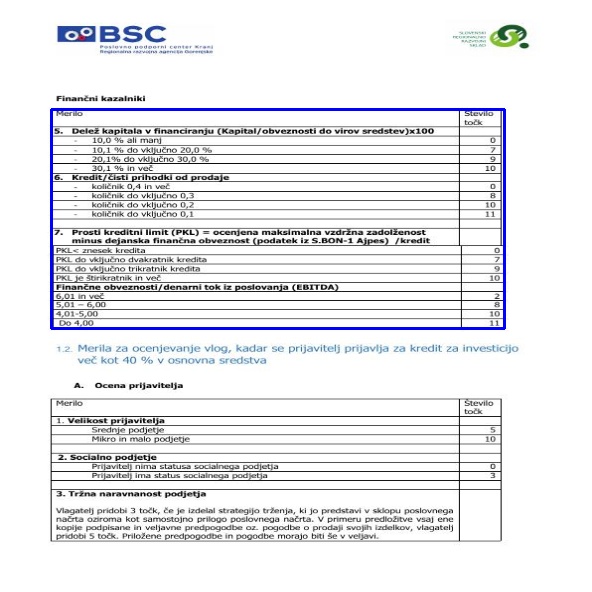 BSC
Poslovno podporni center Kranj
Regionalna razvojna agencija Gorenjske
SLOVENSKI
REGIONALNO
RAZVOJNI
SKLAD
Finančni kazalniki
Merilo Število točk
5. Delež kapitala v financiranju (Kapital/obveznosti do virov sredstev)x100
- 10,0 % ali manj 0
- 10,1 % do vključno 20,0 % 7
- 20,1% do vključno 30,0 % 9
- 30,1 % in več 10
6. Kredit/čisti prihodki od prodaje
- količnik 0,4 in več 0
- količnik do vključno 0,3 8
- količnik do vključno 0,2 10
- količnik do vključno 0,1 11
7. Prosti kreditni limit (PKL) = ocenjena maksimalna vzdržna zadolženost
minus dejanska finančna obveznost (podatek iz S.BON-1 Ajpes) /kredit
PKL< znesek kredita 0
PKL do vključno dvakratnik kredita 7
PKL do vključno trikratnik kredita 9
PKL je štirikratnik in več 10
Finančne obveznosti/denarni tok iz poslovanja (EBITDA)
6,01 in več 2
5,01 – 6,00 8
4,01-5,00 10
Do 4,00 11
1.2. Merila za ocenjevanje vlog, kadar se prijavitelj prijavlja za kredit za investicijo
več kot 40 % v osnovna sredstva
A. Ocena prijavitelja
Merilo Število točk
1. Velikost prijavitelja
Srednje podjetje 5
Mikro in malo podjetje 10
2. Socialno podjetje
Prijavitelj nima statusa socialnega podjetja 0
Prijavitelj ima status socialnega podjetja 3
3. Tržna naravnanost podjetja
Vlagatelj pridobi 3 točk, če je izdelal strategijo trženja, ki jo predstavi v sklopu poslovnega
načrta oziroma kot samostojno prilogo poslovnega načrta. V primeru predložitve vsaj ene
kopije podpisane in veljavne predpogodbe oz. pogodbe o prodaji svojih izdelkov, vlagatelj
pridobi 5 točk. Priložene predpogodbe in pogodbe morajo biti še v veljavi.